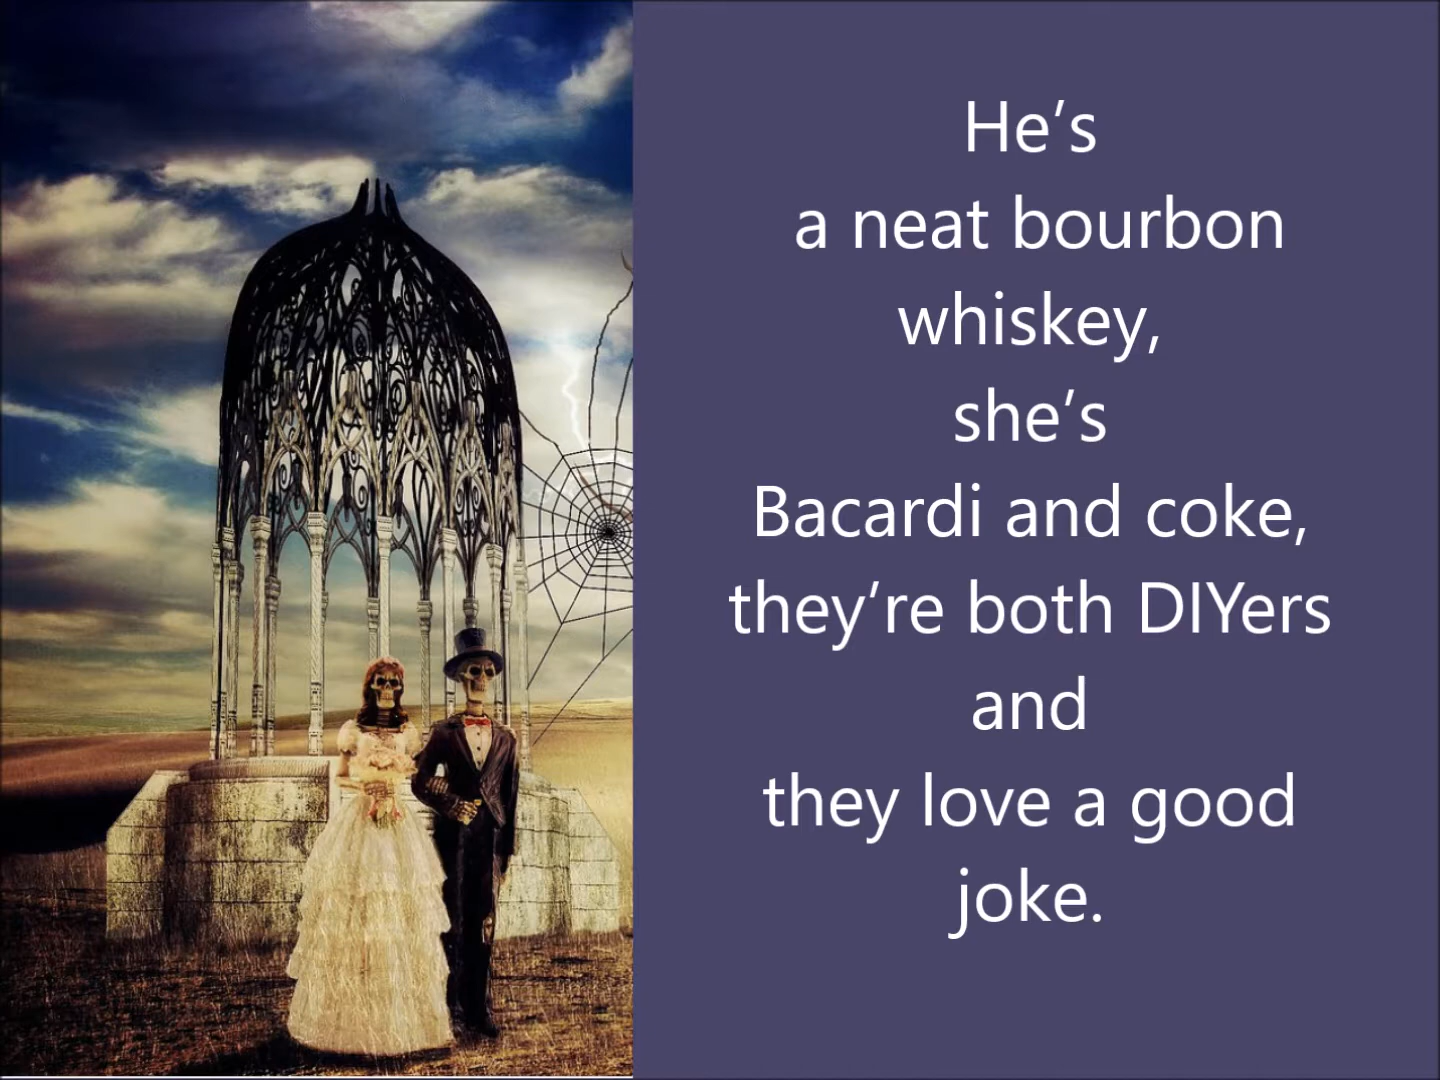 He’s
a neat bourbon
whiskey,
she’s
Bacardi and coke,
they’re both DIYers
and
they love a good
joke.